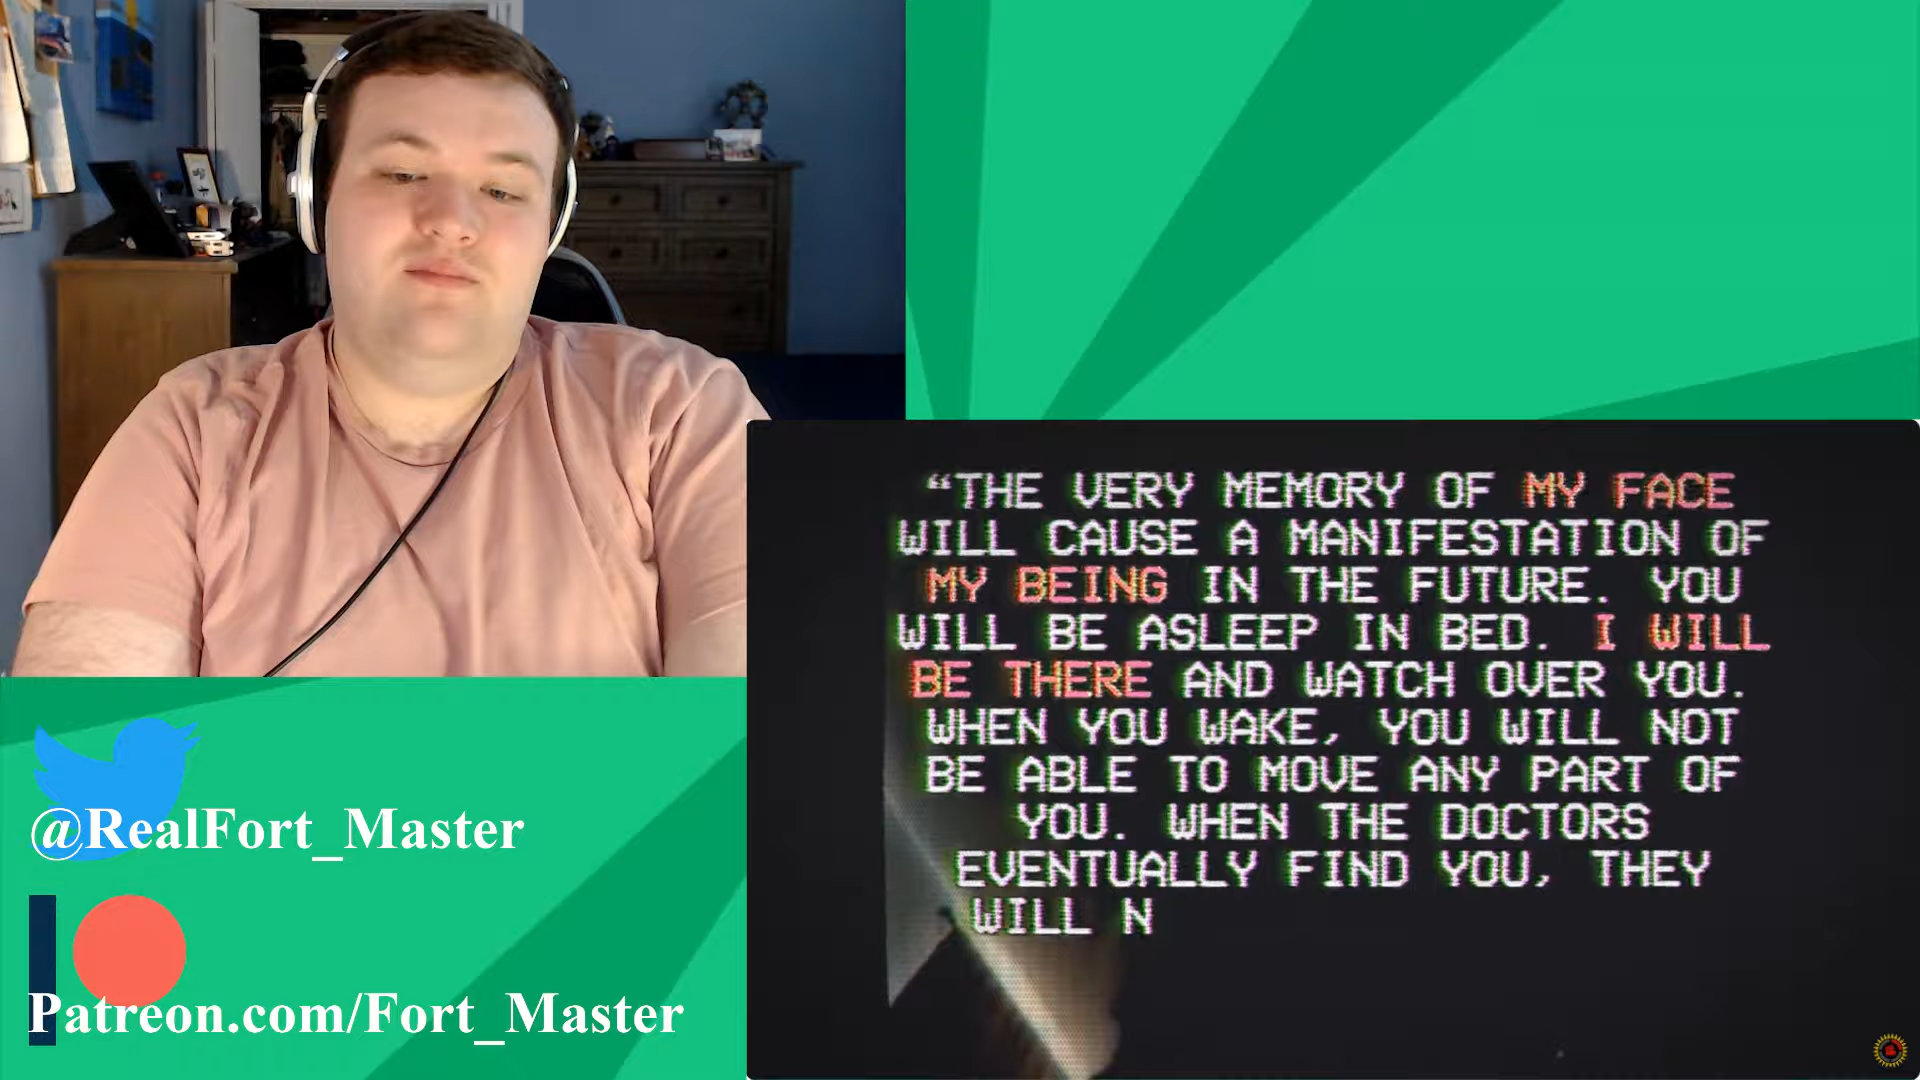 “THE VERY MEMORY OF MY FACE
WILL CAUSE A MANIFESTATION OF
MY BEING IN THE FUTURE. YOU
WILL BE ASLEEP IN BED. I WILL
BE THERE AND WATCH OVER YOU.
WHEN YOU WAKE, YOU WILL NOT
BE ABLE TO MOVE ANY PART OF
YOU. WHEN THE DOCTORS
EVENTUALLY FIND YOU, THEY
WILL N
@RealFort_Master
Patreon.com/Fort_Master